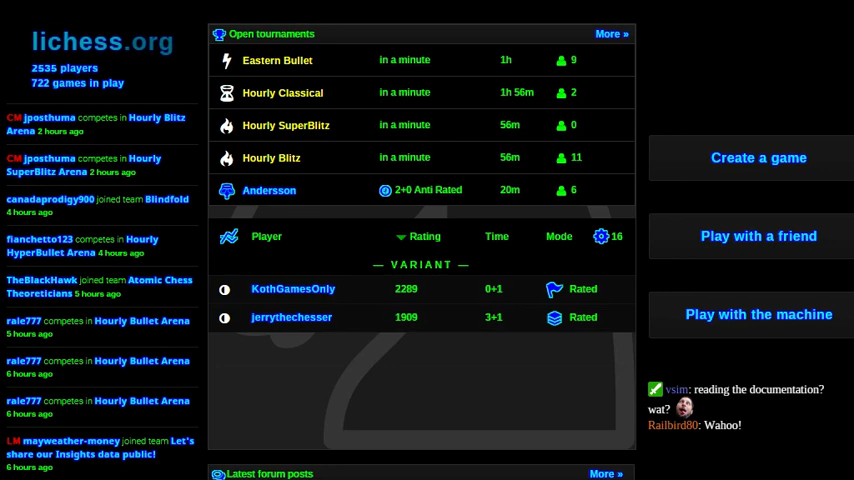 lichess.org
2535 players
722 games in play
CM jposthuma competes in Hourly Blitz
Arena 2 hours ago
CM jposthuma competes in Hourly
SuperBlitz Arena 2 hours ago
canadaprodigy900 joined team Blindfold
4 hours ago
fianchetto123 competes in Hourly
HyperBullet Arena 4 hours ago
TheBlackHawk joined team Atomic Chess
Theoreticians 5 hours ago
rale777 competes in Hourly Bullet Arena
5 hours ago
rale777 competes in Hourly Bullet Arena
6 hours ago
rale777 competes in Hourly Bullet Arena
6 hours ago
LM mayweather-money joined team Let's
share our Insights data public!
6 hours ago
Open tournaments More »
Eastern Bullet in a minute 1h 9
Hourly Classical in a minute 1h 56m 2
Hourly SuperBlitz in a minute 56m 0
Hourly Blitz in a minute 56m 11
Andersson 2+0 Anti Rated 20m 6
Player Rating Time Mode 16
— VARIANT —
KothGamesOnly 2289 0+1 Rated
jerrythechesser 1909 3+1 Rated
Latest forum posts More »
Create a game
Play with a friend
Play with the machine
vsim: reading the documentation?
wat?
Railbird80: Wahoo!